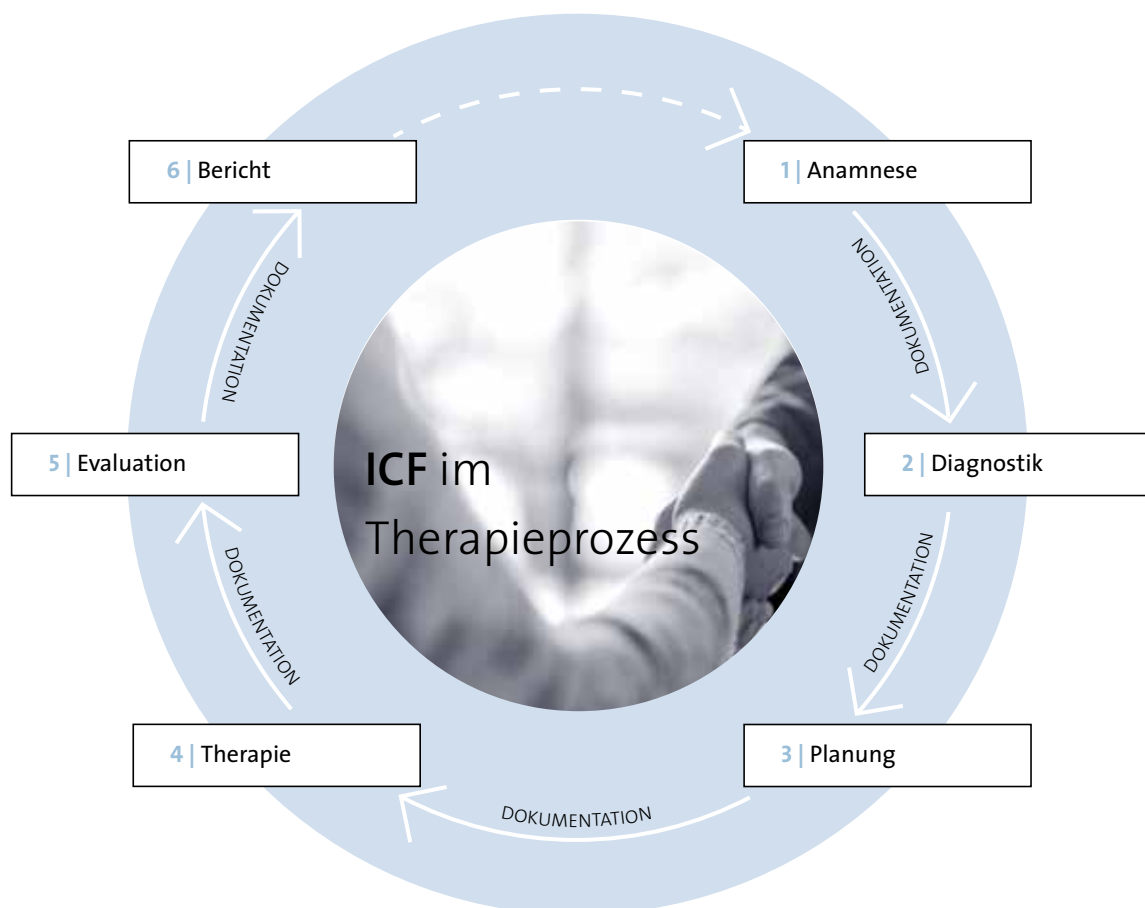 6 | Bericht
1 | Anamnese
DOKUMENTATION
DOKUMENTATION
5 | Evaluation
ICF im
Therapieprozess
2 | Diagnostik
DOKUMENTATION
DOKUMENTATION
4 | Therapie
3 | Planung
DOKUMENTATION